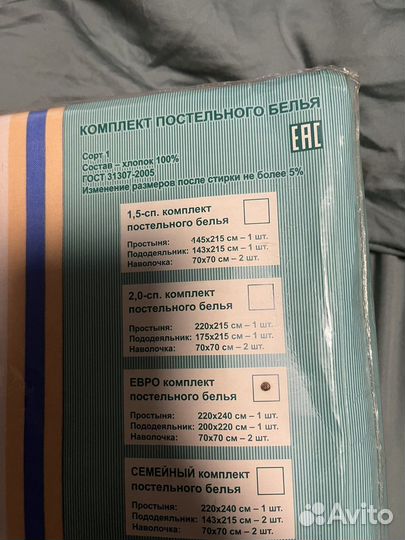 КОМПЛЕКТ ПОСТЕЛЬНОГО БЕЛЬЯ
Сорт 1
Состав – хлопок 100%
ГОСТ 31307-2005
Изменение размеров после стирки не более 5%
ЕАС
1,5-сп. комплект
постельного белья
Простыня: 145х215 см – 1 шт.
Пододеяльник: 143х215 см – 1 шт.
Наволочка: 70х70 см – 2 шт.
2,0-сп. комплект
постельного белья
Простыня: 220х215 см – 1 шт.
Пододеяльник: 175х215 см – 1 шт.
Наволочка: 70х70 см – 2 шт.
ЕВРО комплект
постельного белья
Простыня: 220х240 см – 1 шт.
Пододеяльник: 200х220 см – 1 шт.
Наволочка: 70х70 см – 2 шт.
СЕМЕЙНЫЙ комплект
постельного белья
Простыня: 220х240 см – 1 шт.
Пододеяльник: 143х215 см – 2 шт.
Наволочка: 70х70 см – 2 шт.
Avito